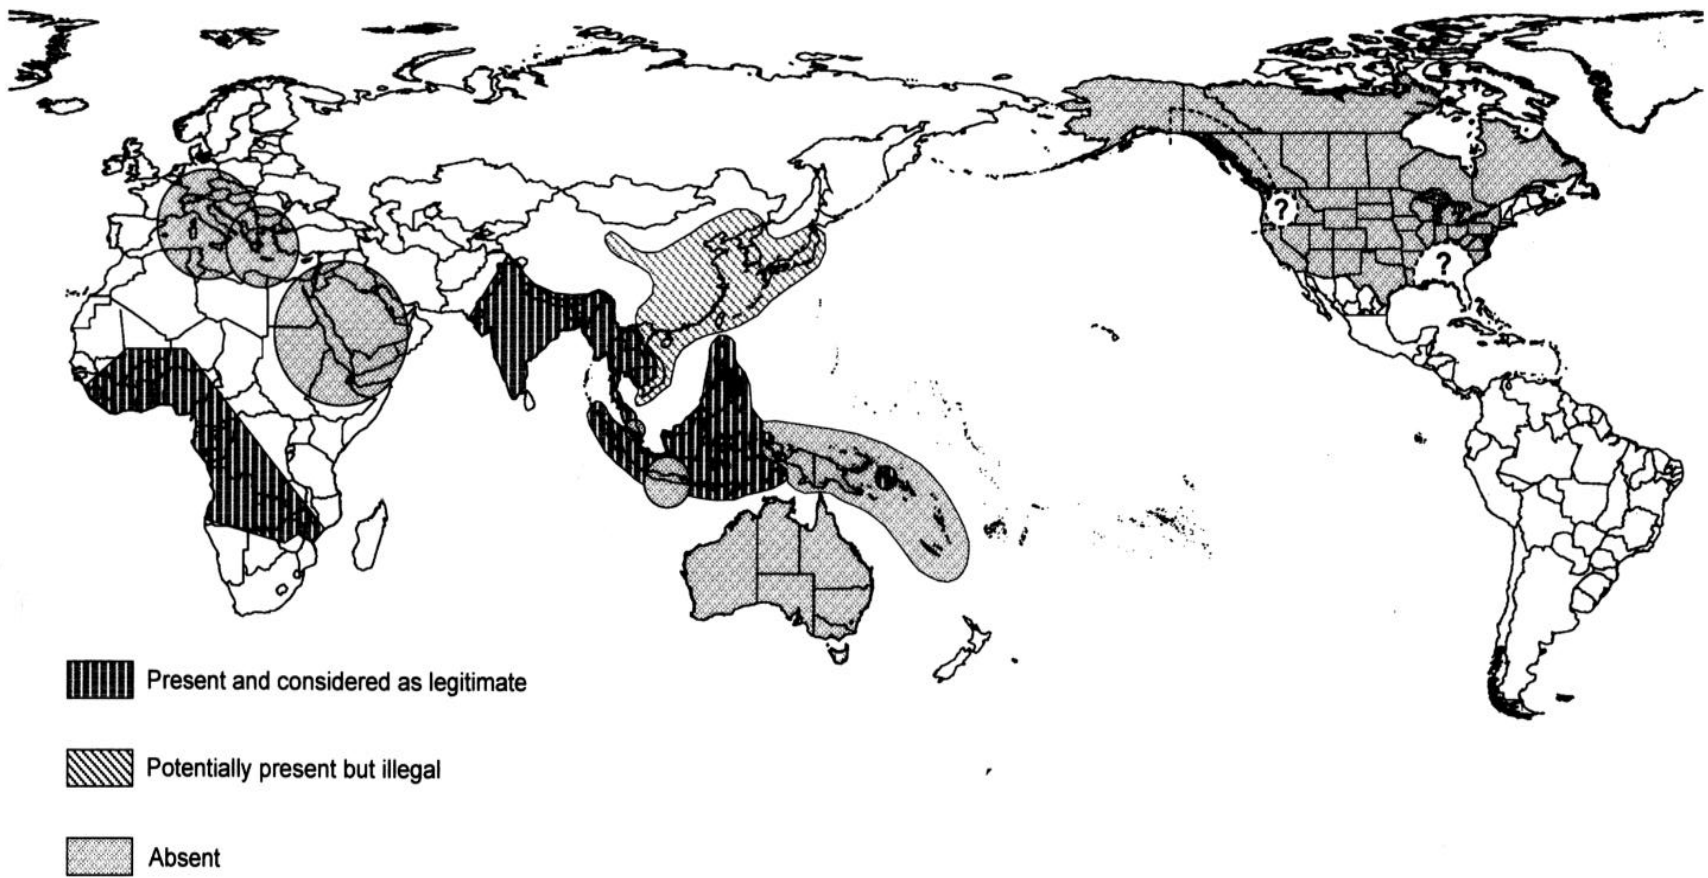 ?
?
Present and considered as legitimate
Potentially present but illegal
Absent